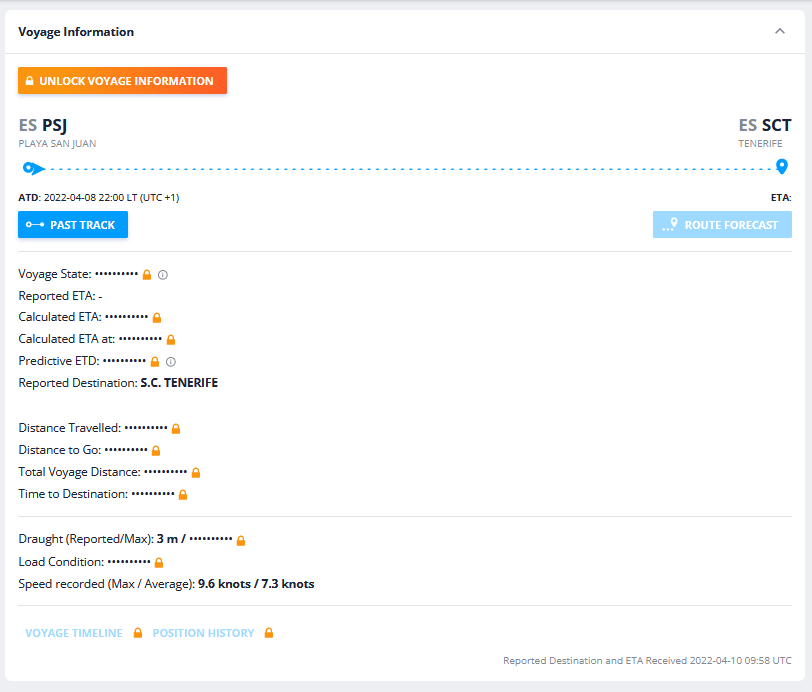 Voyage Information
UNLOCK VOYAGE INFORMATION
ES PSJ
ES SCT
PLAYA SAN JUAN
TENERIFE
ATD: 2022-04-08 22:00 LT (UTC +1)
ETA:
PAST TRACK
ROUTE FORECAST
Voyage State: ••••••••••
Reported ETA: -
Calculated ETA: ••••••••••
Calculated ETA at: ••••••••••
Predictive ETD: ••••••••••
Reported Destination: S.C. TENERIFE
Distance Travelled: ••••••••••
Distance to Go: ••••••••••
Total Voyage Distance: ••••••••••
Time to Destination: ••••••••••
Draught (Reported/Max): 3 m / ••••••••••
Load Condition: ••••••••••
Speed recorded (Max / Average): 9.6 knots / 7.3 knots
VOYAGE TIMELINE POSITION HISTORY
Reported Destination and ETA Received 2022-04-10 09:58 UTC